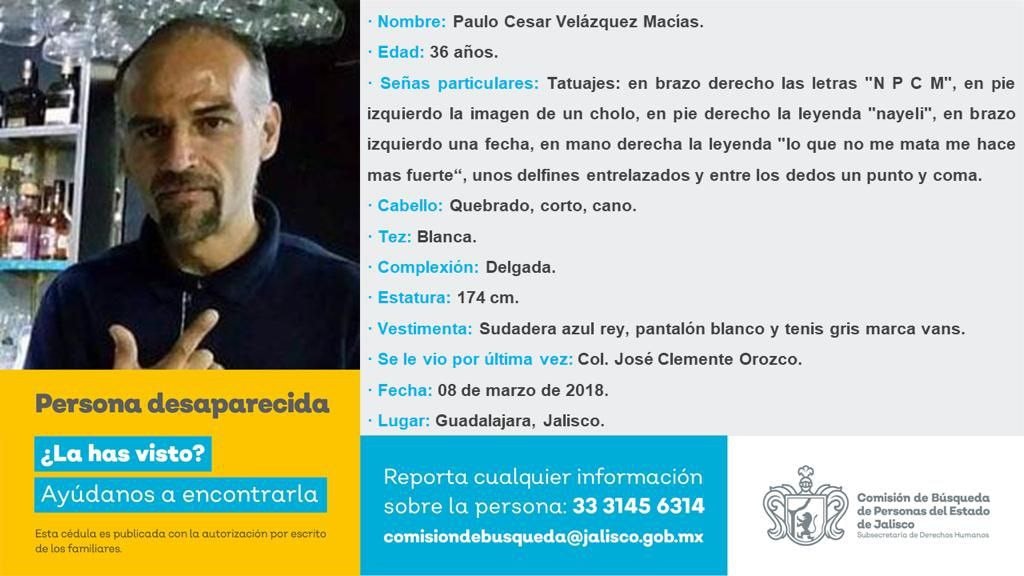 · Nombre: Paulo Cesar Velázquez Macías.
· Edad: 36 años.
· Señas particulares: Tatuajes: en brazo derecho las letras "N P C M", en pie
izquierdo la imagen de un cholo, en pie derecho la leyenda "nayeli", en brazo
izquierdo una fecha, en mano derecha la leyenda "lo que no me mata me hace
mas fuerte“, unos delfines entrelazados y entre los dedos un punto y coma.
· Cabello: Quebrado, corto, cano.
· Tez: Blanca.
· Complexión: Delgada.
· Estatura: 174 cm.
· Vestimenta: Sudadera azul rey, pantalón blanco y tenis gris marca vans.
· Se le vio por última vez: Col. José Clemente Orozco.
· Fecha: 08 de marzo de 2018.
· Lugar: Guadalajara, Jalisco.
Persona desaparecida
¿La has visto?
Ayúdanos a encontrarla
Esta cédula es publicada con la autorización por escrito
de los familiares.
Reporta cualquier información
sobre la persona: 33 3145 6314
comisiondebusqueda@jalisco.gob.mx
Comisión de Búsqueda
de Personas del Estado
de Jalisco
Subsecretaría de Derechos Humanos